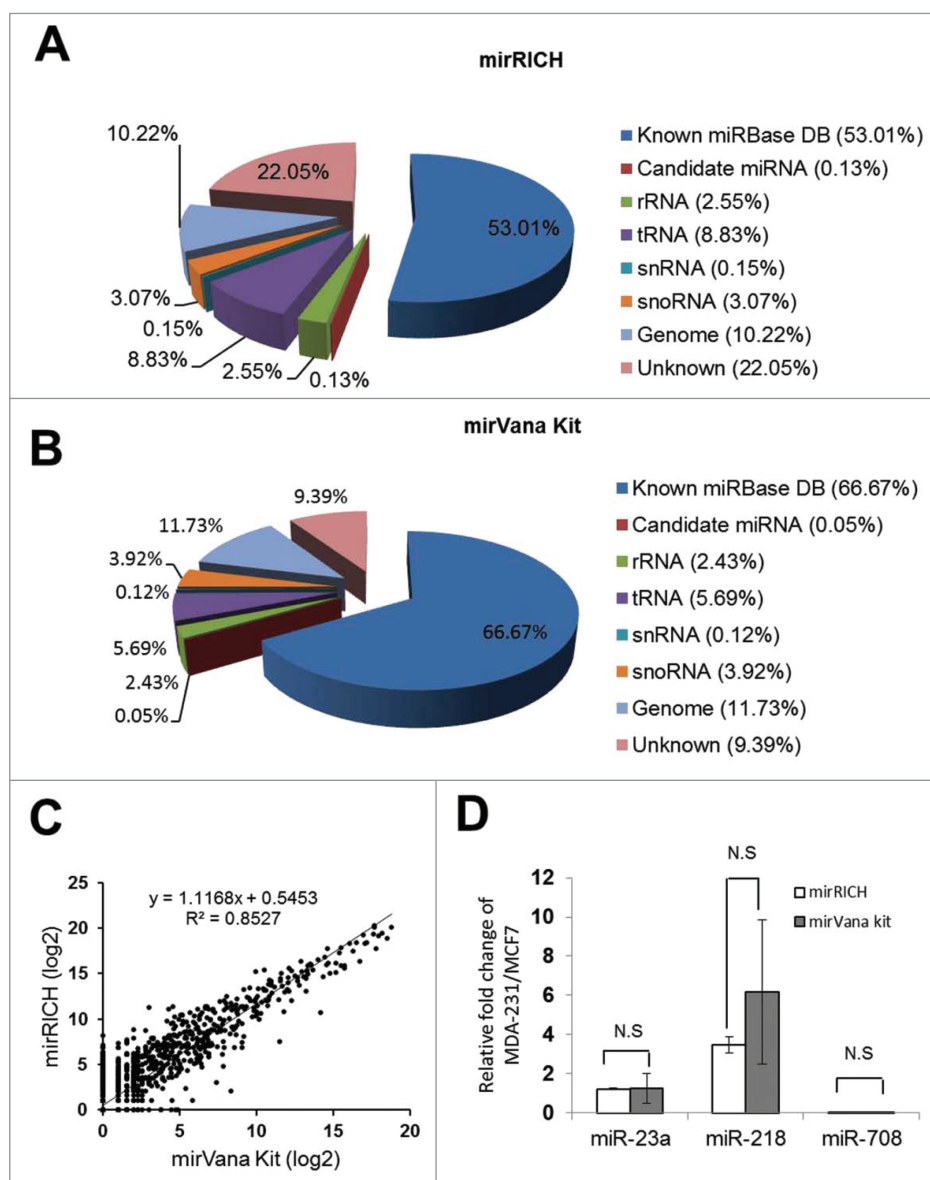 A
mirRICH
10.22%
22.05%
53.01%
3.07%
0.15%
8.83%
2.55%
0.13%
Known miRBase DB (53.01%)
Candidate miRNA (0.13%)
rRNA (2.55%)
tRNA (8.83%)
snRNA (0.15%)
snoRNA (3.07%)
Genome (10.22%)
Unknown (22.05%)
B
mirVana Kit
9.39%
11.73%
3.92%
0.12%
5.69%
2.43%
0.05%
66.67%
Known miRBase DB (66.67%)
Candidate miRNA (0.05%)
rRNA (2.43%)
tRNA (5.69%)
snRNA (0.12%)
snoRNA (3.92%)
Genome (11.73%)
Unknown (9.39%)
C
y = 1.1168x + 0.5453
R² = 0.8527
mirRICH (log2)
25
20
15
10
5
0
0 5 10 15 20
mirVana Kit (log2)
D
Relative fold change of
MDA-231/MCF7
12
10
8
6
4
2
0
N.S
N.S
N.S
mirRICH
mirVana kit
miR-23a miR-218 miR-708